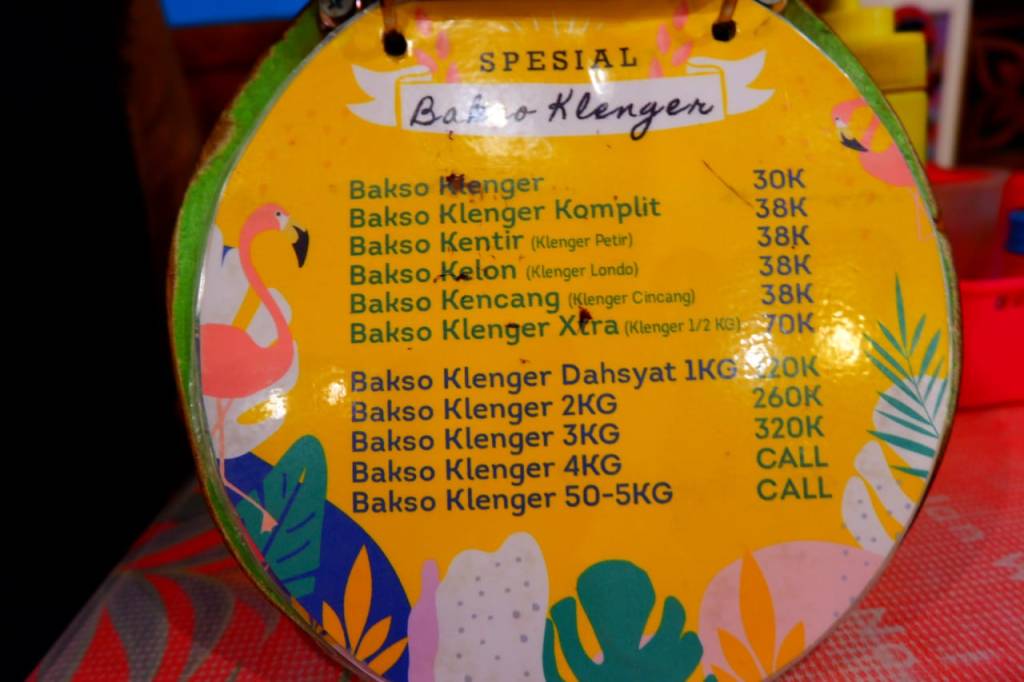 SPESIAL
Bakso Klenger
Bakso Klenger 30K
Bakso Klenger Komplit 38K
Bakso Kentir (Klenger Petir) 38K
Bakso Kelon (Klenger Londo) 38K
Bakso Kencang (Klenger Cincang) 38K
Bakso Klenger Xtra (Klenger 1/2 KG) 70K
Bakso Klenger Dahsyat 1KG
Bakso Klenger 2KG 260K
Bakso Klenger 3KG 320K
Bakso Klenger 4KG CALL
Bakso Klenger 50-5KG CALL